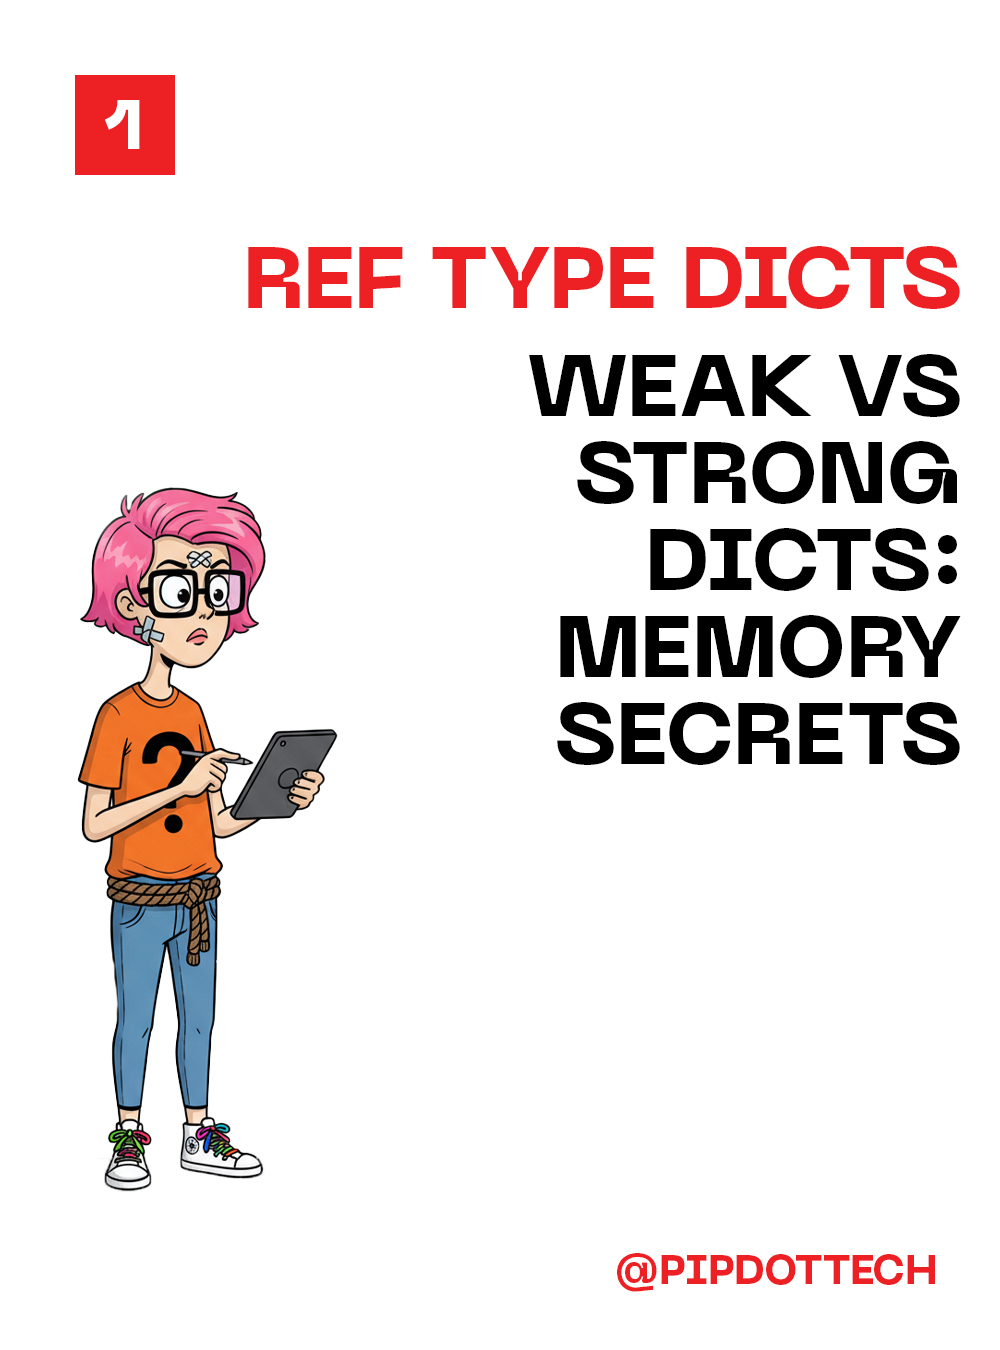 1
REF TYPE DICTS
WEAK VS
STRONG
DICTS:
MEMORY
SECRETS
?
@PIPDOTTECH